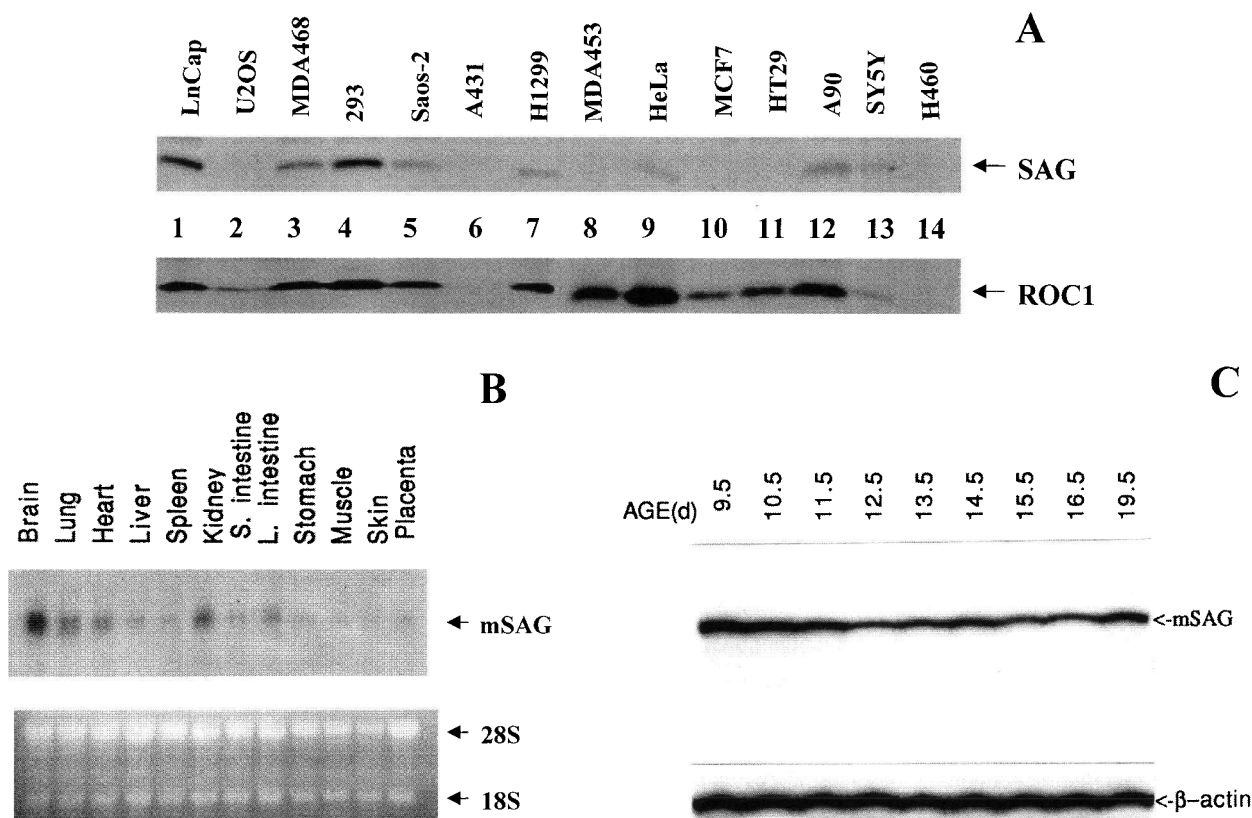 A
LnCap
U2OS
MDA468
293
Saos-2
A431
H1299
MDA453
HeLa
MCF7
HT29
A90
SY5Y
H460
← SAG
1 2 3 4 5 6 7 8 9 10 11 12 13 14
← ROC1
B
Brain
Lung
Heart
Liver
Spleen
Kidney
S. intestine
L. intestine
Stomach
Muscle
Skin
Placenta
← mSAG
← 28S
← 18S
C
AGE(d) 9.5 10.5 11.5 12.5 13.5 14.5 15.5 16.5 19.5
<-mSAG
<-β-actin